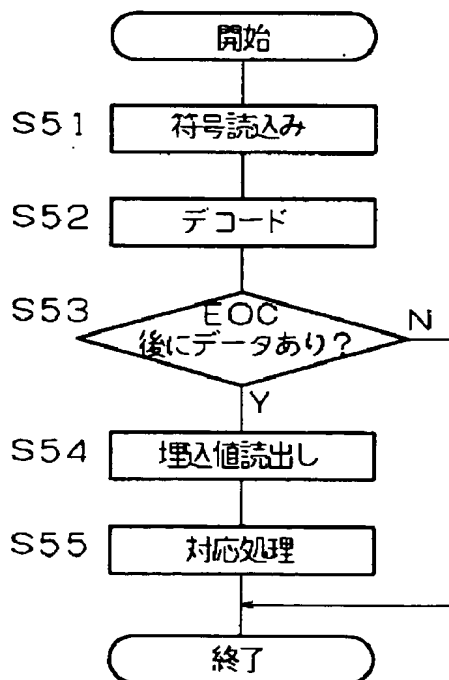 開始
S51
符号読込み
S52
デコード
S53
EOC
後にデータあり？
N
Y
S54
埋込値読出し
S55
対応処理
終了